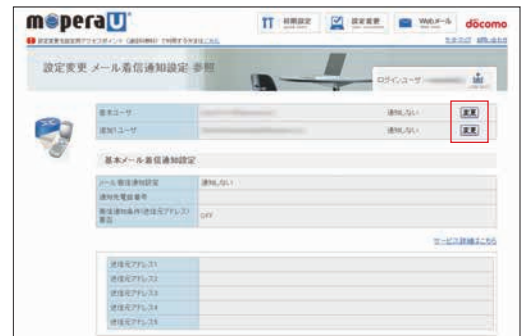 mopera U
初期設定
設定変更
Webメール
döcomo
設定変更 メール着信通知設定 参照
ログインユーザ
基本ユーザ 通知しない 変更
追加1ユーザ 通知しない 変更
基本メール着信通知設定
メール着信通知設定 通知しない
通知先電話番号
着信通知条件(送信元アドレス) OFF
サービス詳細はこちら
送信元アドレス1
送信元アドレス2
送信元アドレス3
送信元アドレス4
送信元アドレス5